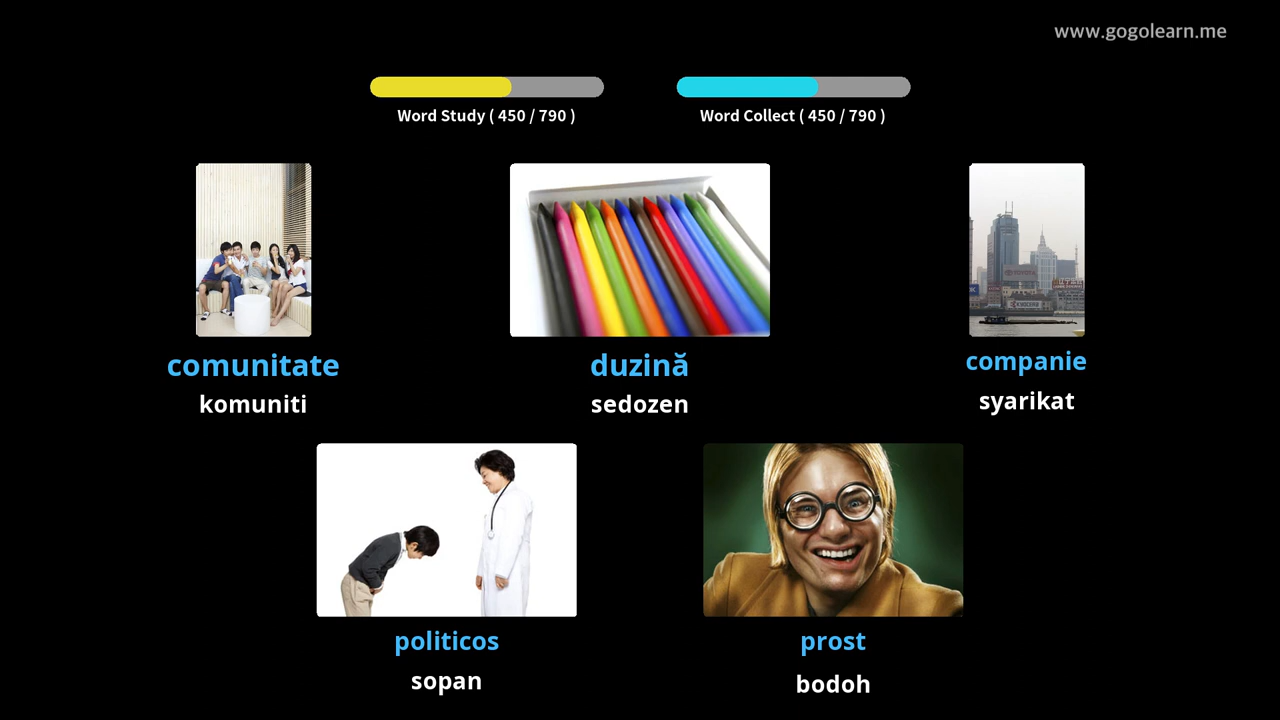 www.gogolearn.me
Word Study ( 450 / 790 )
Word Collect ( 450 / 790 )
comunitate
komuniti
duzină
sedozen
TOYOTA
companie
syarikat
politicos
sopan
prost
bodoh